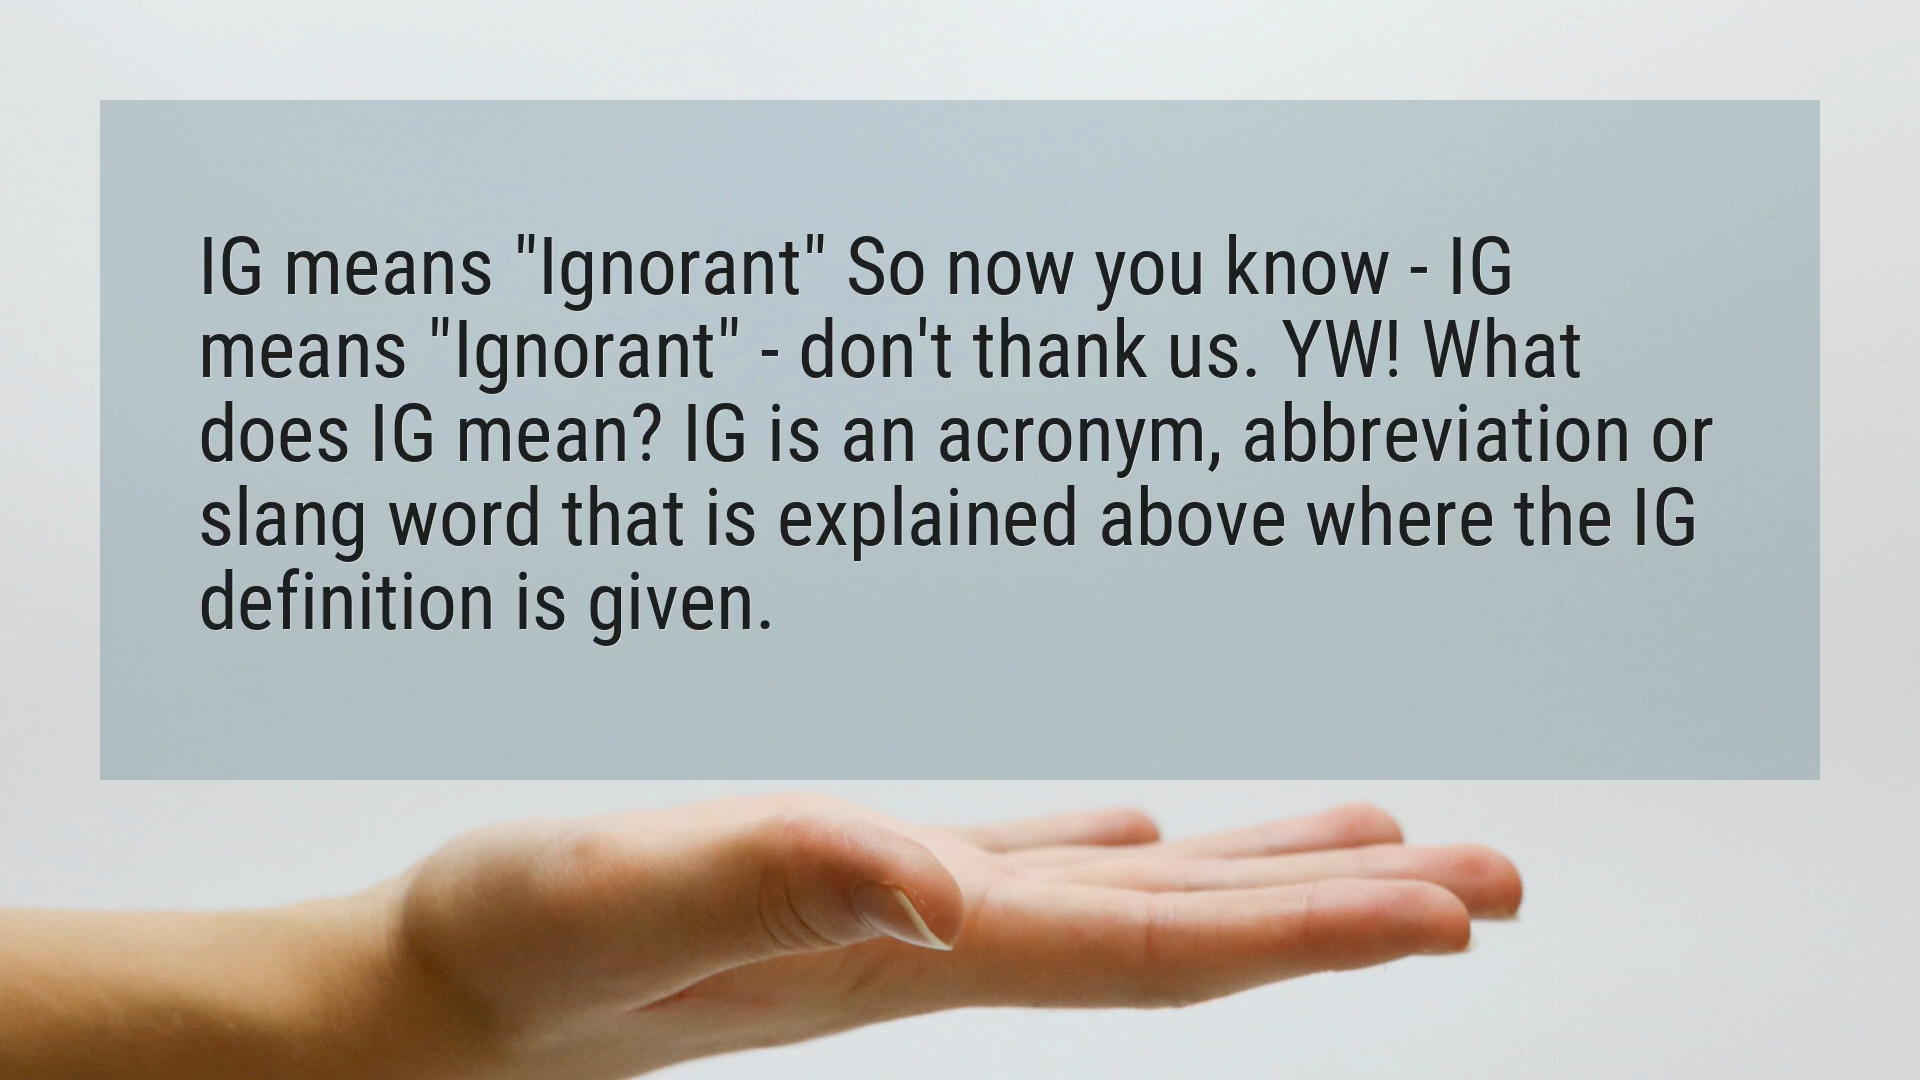 IG means "Ignorant" So now you know - IG
means "Ignorant" - don't thank us. YW! What
does IG mean? IG is an acronym, abbreviation or
slang word that is explained above where the IG
definition is given.